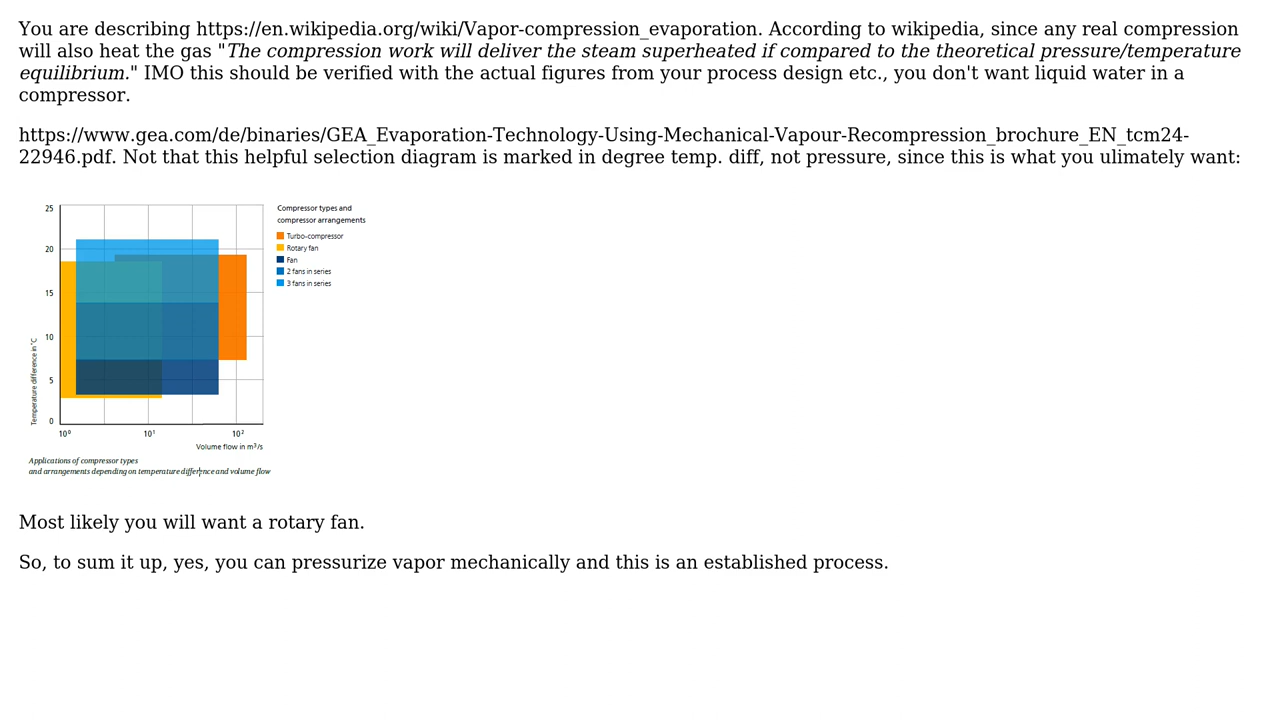 You are describing https://en.wikipedia.org/wiki/Vapor-compression_evaporation. According to wikipedia, since any real compression
will also heat the gas "The compression work will deliver the steam superheated if compared to the theoretical pressure/temperature
equilibrium." IMO this should be verified with the actual figures from your process design etc., you don't want liquid water in a
compressor.
https://www.gea.com/de/binaries/GEA_Evaporation-Technology-Using-Mechanical-Vapour-Recompression_brochure_EN_tcm24-
22946.pdf. Not that this helpful selection diagram is marked in degree temp. diff, not pressure, since this is what you ulimately want:
25
20
15
10
5
0
Temperature difference in °C
10⁰
10¹
10²
Volume flow in m³/s
Compressor types and
compressor arrangements
Turbo-compressor
Rotary fan
Fan
2 fans in series
3 fans in series
Applications of compressor types
and arrangements depending on temperature difference and volume flow
Most likely you will want a rotary fan.
So, to sum it up, yes, you can pressurize vapor mechanically and this is an established process.